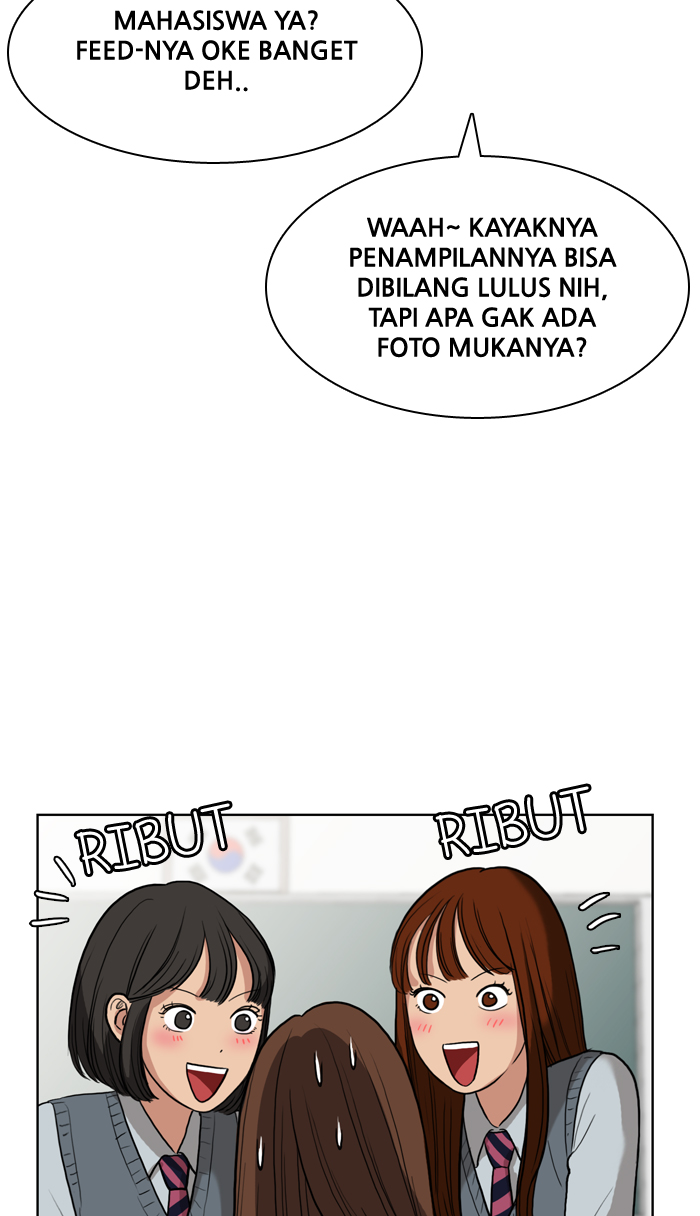 MAHASISWA YA?
FEED-NYA OKE BANGET
DEH..
WAAH~ KAYAKNYA
PENAMPILANNYA BISA
DIBILANG LULUS NIH,
TAPI APA GAK ADA
FOTO MUKANYA?
RIBUT
RIBUT